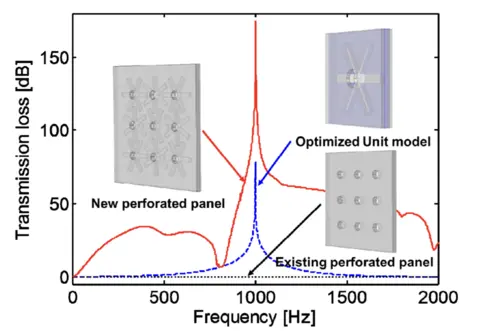 Transmission loss [dB]
150
100
50
0
New perforated panel
Optimized Unit model
Existing perforated panel
0
500
1000
1500
2000
Frequency [Hz]